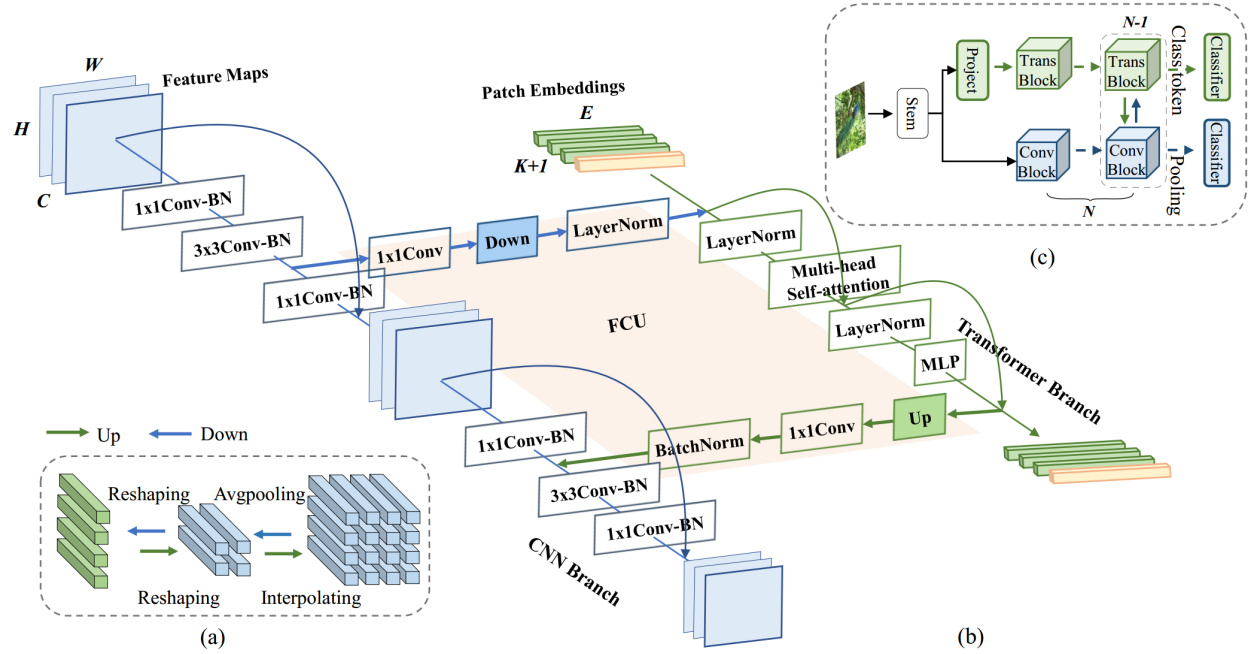 W
Feature Maps
H
C
1x1Conv-BN
3x3Conv-BN
1x1Conv-BN
1x1Conv
Down
LayerNorm
Patch Embeddings
E
K+1
LayerNorm
Multi-head
Self-attention
LayerNorm
MLP
Transformer Branch
FCU
Up
1x1Conv
BatchNorm
1x1Conv-BN
3x3Conv-BN
1x1Conv-BN
CNN Branch
(b)
Up
Down
Reshaping
Avgpooling
Reshaping
Interpolating
(a)
Stem
Project
Trans
Block
N-1
Trans
Block
Class token
Classifier
Conv
Block
Conv
Block
Pooling
Classifier
N
(c)